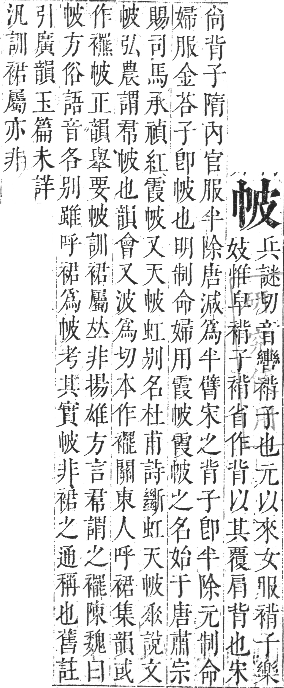 帔
兵謎切音轡褙子也元以來女服褙子樂
妓惟皁褙子褙省作背以其覆肩背也宋
尙背子隋內官服半除唐減爲半臂宋之背子卽半除元制命
婦服金荅子卽帔也明制命婦用霞帔霞帔之名始于唐蕭宗
賜司馬承禎紅霞帔又天帔虹別名杜甫詩斷虹天帔說文
帔弘農謂帬帔也韻會又波爲切本作襬關東人呼裙集韻或
作襬帔正韻舉要帔訓裙屬𠀤非揚雄方言帬謂之襬陳魏曰
帔方俗語音各別雖呼裙爲帔考其實帔非裙之通稱也舊註
引廣韻玉篇未詳
汎訓裙屬亦非